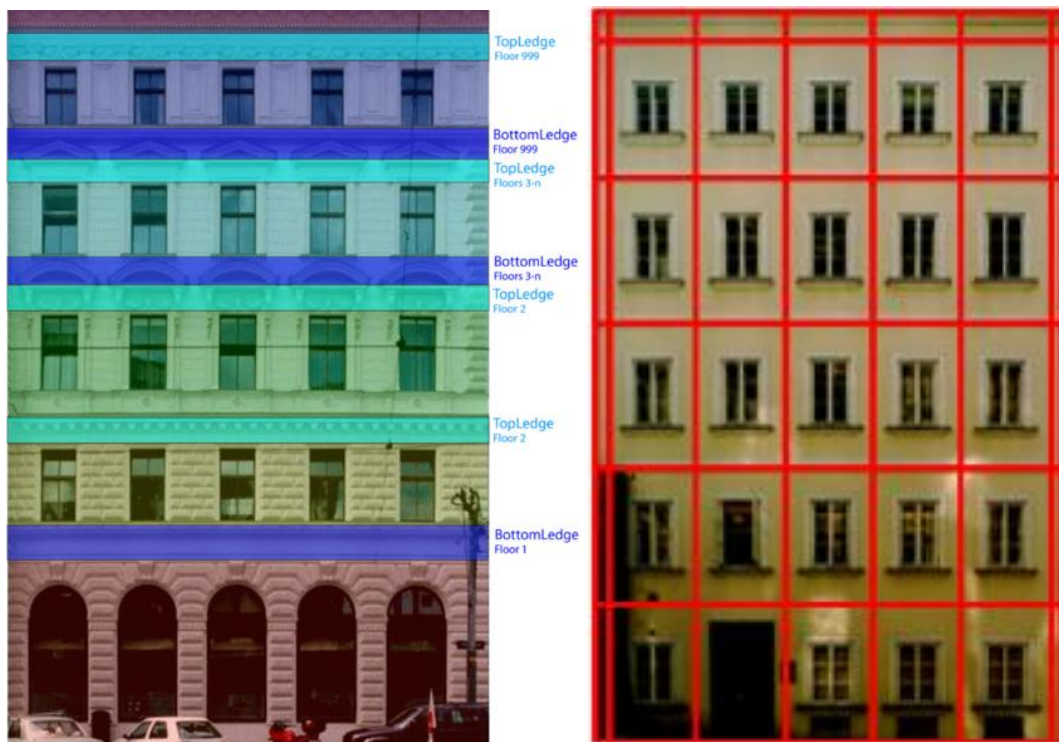 TopLedge
Floor 999
BottomLedge
Floor 999
TopLedge
Floors 3-n
BottomLedge
Floors 3-n
TopLedge
Floor 2
TopLedge
Floor 2
BottomLedge
Floor 1